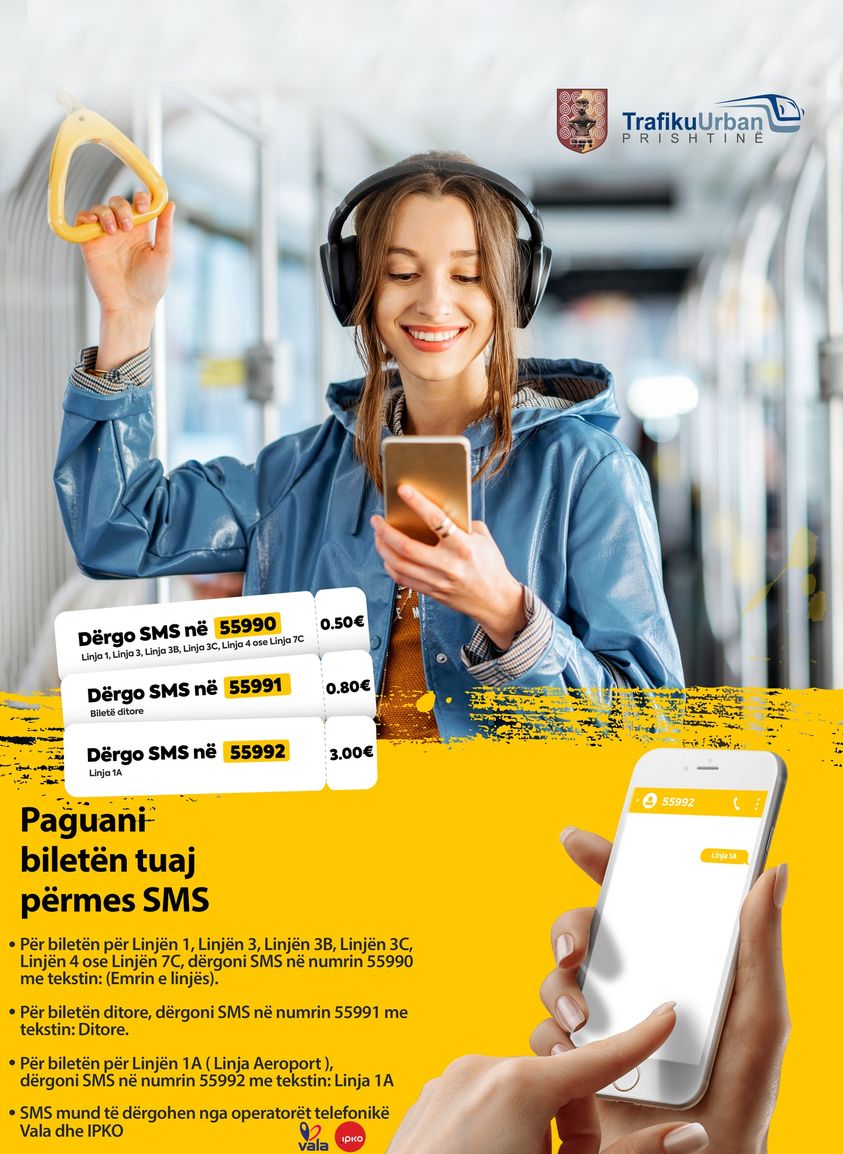 TrafikuUrban
PRISHTINË
Dërgo SMS në 55990
Linja 1, Linja 3, Linja 3B, Linja 3C, Linja 4 ose Linja 7C
0.50€
Dërgo SMS në 55991
Biletë ditore
0.80€
Dërgo SMS në 55992
Linja 1A
3.00€
55992
Linja 1A
Paguani
biletën tuaj
përmes SMS
• Për biletën për Linjën 1, Linjën 3, Linjën 3B, Linjën 3C,
Linjën 4 ose Linjën 7C, dërgoni SMS në numrin 55990
me tekstin: (Emrin e linjës).
• Për biletën ditore, dërgoni SMS në numrin 55991 me
tekstin: Ditore.
• Për biletën për Linjën 1A ( Linja Aeroport ),
dërgoni SMS në numrin 55992 me tekstin: Linja 1A
• SMS mund të dërgohen nga operatorët telefonikë
Vala dhe IPKO
vala
IPKO